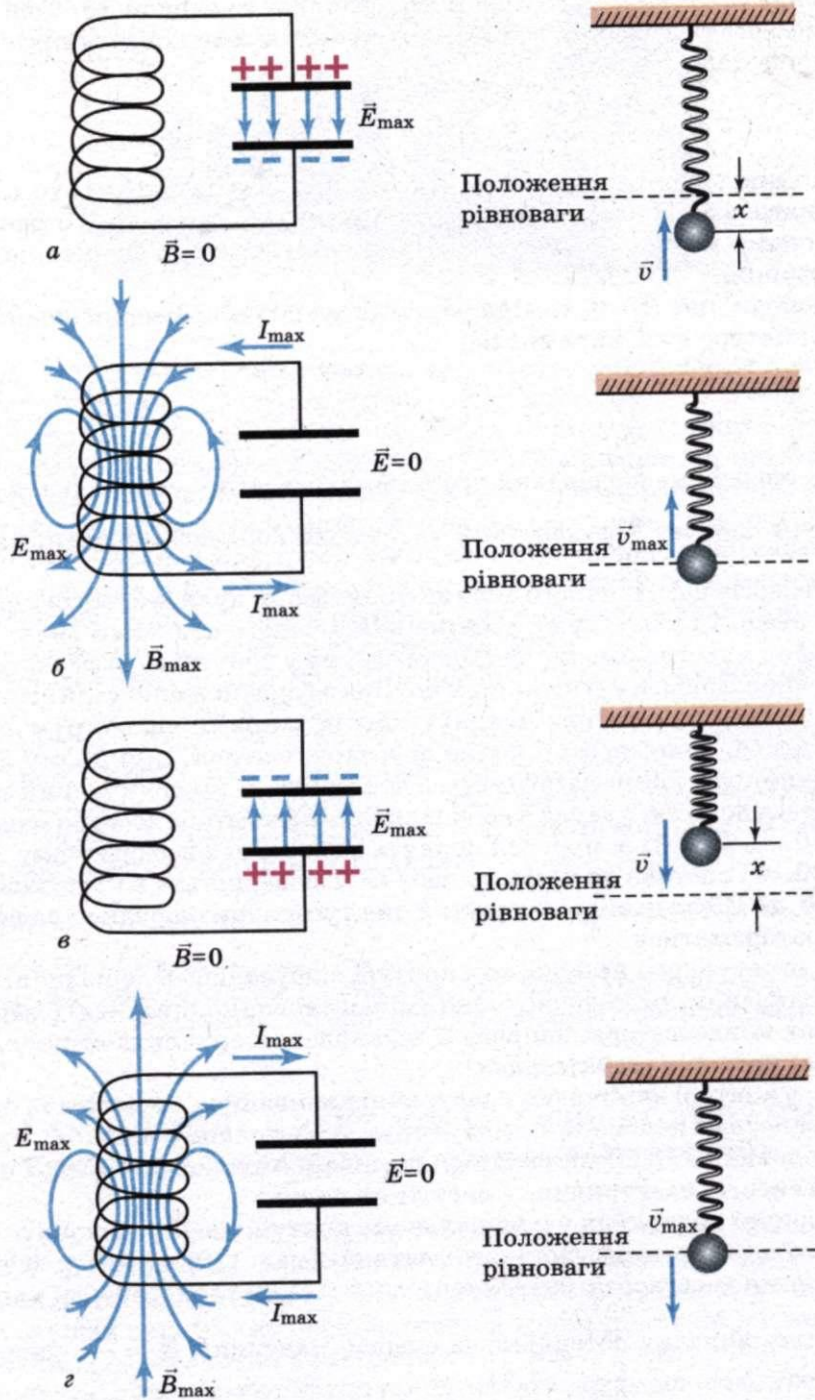 ++ ++
E⃗max
– – – –
Положення
рівноваги
x
v⃗
а
B⃗ = 0
Imax
E⃗ = 0
Emax
Imax
Положення
рівноваги
v⃗max
б
B⃗max
– – – –
E⃗max
++ ++
v⃗
x
Положення
рівноваги
в
B⃗ = 0
Imax
Emax
E⃗ = 0
v⃗max
Положення
рівноваги
Imax
г
B⃗max